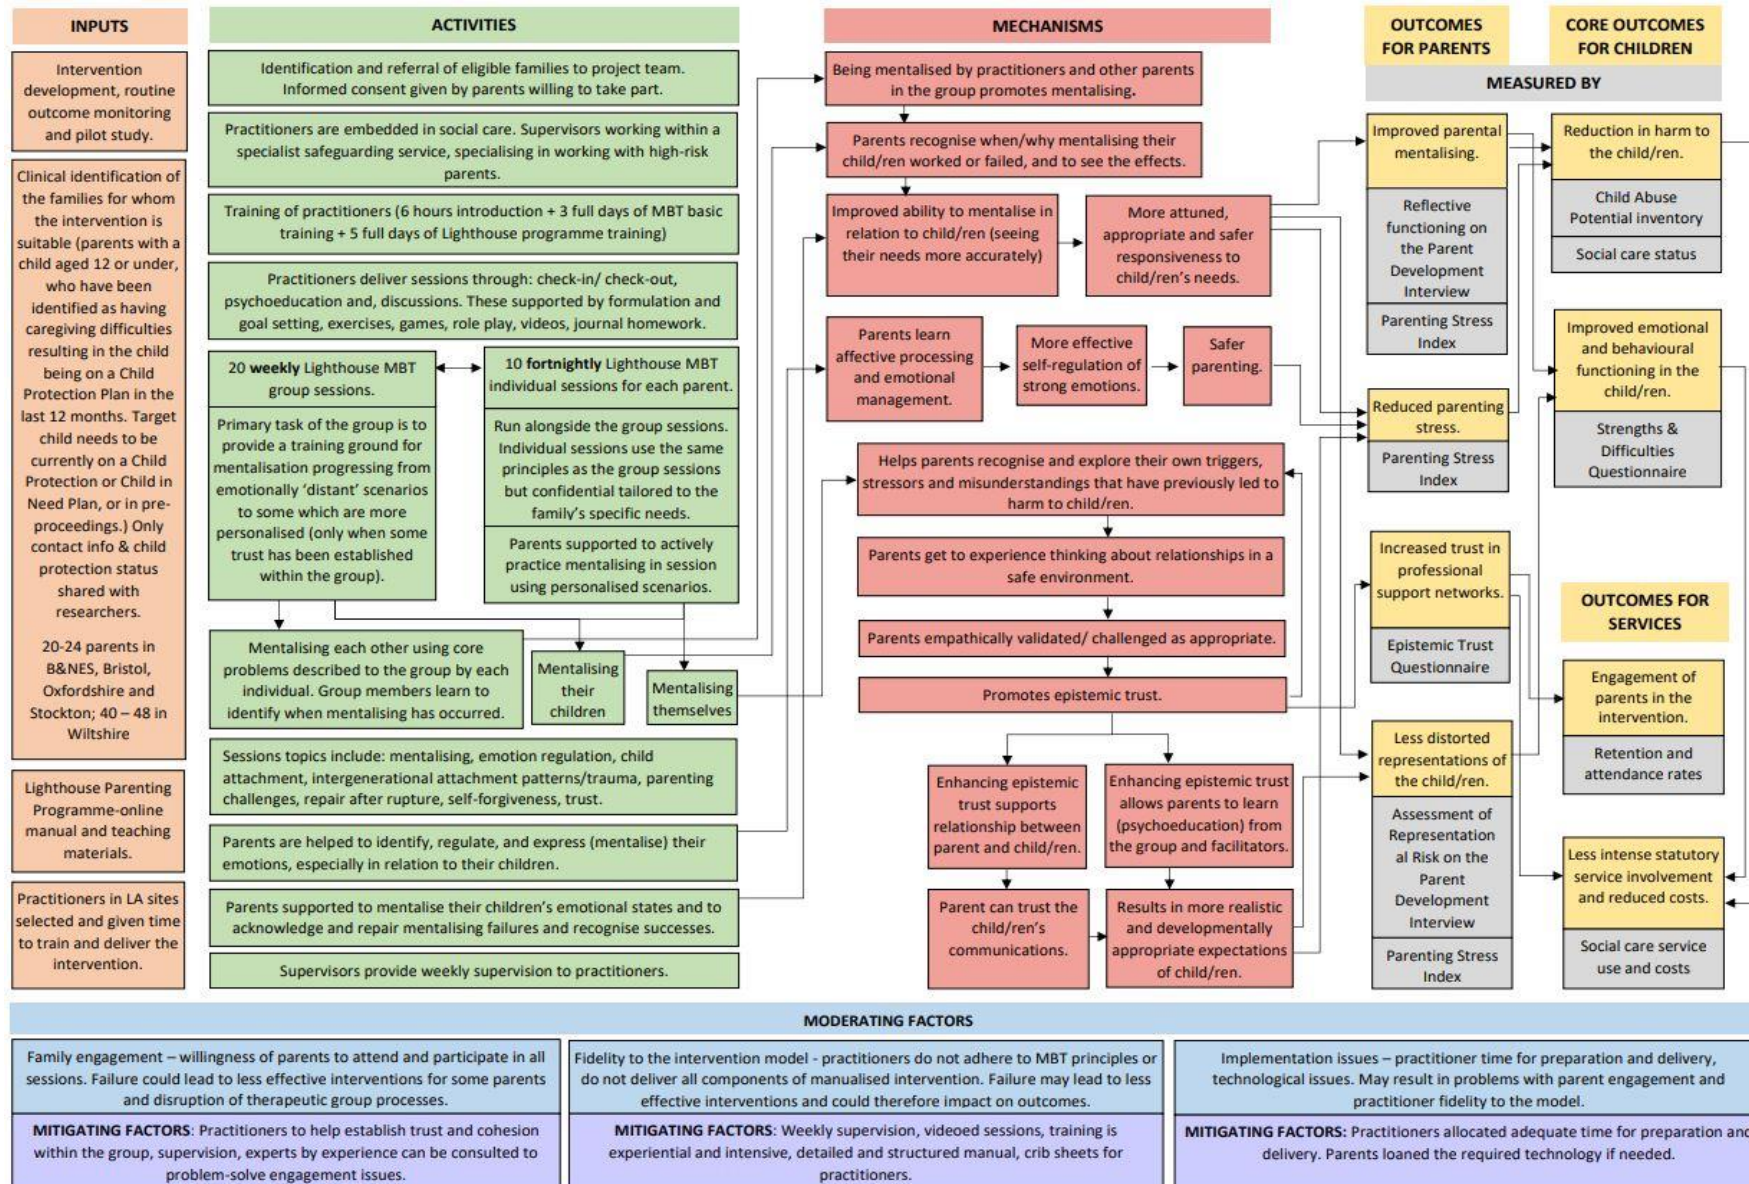 INPUTS
Intervention
development, routine
outcome monitoring
and pilot study.
Clinical identification of
the families for whom
the intervention is
suitable (parents with a
child aged 12 or under,
who have been
identified as having
caregiving difficulties
resulting in the child
being on a Child
Protection Plan in the
last 12 months. Target
child needs to be
currently on a Child
Protection or Child in
Need Plan, or in pre-
proceedings.) Only
contact info & child
protection status
shared with
researchers.
20-24 parents in
B&NES, Bristol,
Oxfordshire and
Stockton; 40 – 48 in
Wiltshire
Lighthouse Parenting
Programme-online
manual and teaching
materials.
Practitioners in LA sites
selected and given time
to train and deliver the
intervention.
ACTIVITIES
Identification and referral of eligible families to project team.
Informed consent given by parents willing to take part.
Practitioners are embedded in social care. Supervisors working within a
specialist safeguarding service, specialising in working with high-risk
parents.
Training of practitioners (6 hours introduction + 3 full days of MBT basic
training + 5 full days of Lighthouse programme training)
Practitioners deliver sessions through: check-in/ check-out,
psychoeducation and, discussions. These supported by formulation and
goal setting, exercises, games, role play, videos, journal homework.
20 weekly Lighthouse MBT
group sessions.
Primary task of the group is to
provide a training ground for
mentalisation progressing from
emotionally ‘distant’ scenarios
to some which are more
personalised (only when some
trust has been established
within the group).
10 fortnightly Lighthouse MBT
individual sessions for each parent.
Run alongside the group sessions.
Individual sessions use the same
principles as the group sessions
but confidential tailored to the
family’s specific needs.
Parents supported to actively
practice mentalising in session
using personalised scenarios.
Mentalising each other using core
problems described to the group by each
individual. Group members learn to
identify when mentalising has occurred.
Mentalising
their
children
Mentalising
themselves
Sessions topics include: mentalising, emotion regulation, child
attachment, intergenerational attachment patterns/trauma, parenting
challenges, repair after rupture, self-forgiveness, trust.
Parents are helped to identify, regulate, and express (mentalise) their
emotions, especially in relation to their children.
Parents supported to mentalise their children’s emotional states and to
acknowledge and repair mentalising failures and recognise successes.
Supervisors provide weekly supervision to practitioners.
MECHANISMS
Being mentalised by practitioners and other parents
in the group promotes mentalising.
Parents recognise when/why mentalising their
child/ren worked or failed, and to see the effects.
Improved ability to mentalise in
relation to child/ren (seeing
their needs more accurately)
More attuned,
appropriate and safer
responsiveness to
child/ren’s needs.
Parents learn
affective processing
and emotional
management.
More effective
self-regulation of
strong emotions.
Safer
parenting.
Helps parents recognise and explore their own triggers,
stressors and misunderstandings that have previously led to
harm to child/ren.
Parents get to experience thinking about relationships in a
safe environment.
Parents empathically validated/ challenged as appropriate.
Promotes epistemic trust.
Enhancing epistemic
trust supports
relationship between
parent and child/ren.
Enhancing epistemic trust
allows parents to learn
(psychoeducation) from
the group and facilitators.
Parent can trust the
child/ren’s
communications.
Results in more realistic
and developmentally
appropriate expectations
of child/ren.
OUTCOMES
FOR PARENTS
CORE OUTCOMES
FOR CHILDREN
MEASURED BY
Improved parental
mentalising.
Reflective
functioning on
the Parent
Development
Interview
Parenting Stress
Index
Reduced parenting
stress.
Parenting Stress
Index
Increased trust in
professional
support networks.
Epistemic Trust
Questionnaire
Less distorted
representations of
the child/ren.
Assessment of
Representation
al Risk on the
Parent
Development
Interview
Parenting Stress
Index
Reduction in harm to
the child/ren.
Child Abuse
Potential inventory
Social care status
Improved emotional
and behavioural
functioning in the
child/ren.
Strengths &
Difficulties
Questionnaire
OUTCOMES FOR
SERVICES
Engagement of
parents in the
intervention.
Retention and
attendance rates
Less intense statutory
service involvement
and reduced costs.
Social care service
use and costs
MODERATING FACTORS
Family engagement – willingness of parents to attend and participate in all
sessions. Failure could lead to less effective interventions for some parents
and disruption of therapeutic group processes.
MITIGATING FACTORS: Practitioners to help establish trust and cohesion
within the group, supervision, experts by experience can be consulted to
problem-solve engagement issues.
Fidelity to the intervention model - practitioners do not adhere to MBT principles or
do not deliver all components of manualised intervention. Failure may lead to less
effective interventions and could therefore impact on outcomes.
MITIGATING FACTORS: Weekly supervision, videoed sessions, training is
experiential and intensive, detailed and structured manual, crib sheets for
practitioners.
Implementation issues – practitioner time for preparation and delivery,
technological issues. May result in problems with parent engagement and
practitioner fidelity to the model.
MITIGATING FACTORS: Practitioners allocated adequate time for preparation and
delivery. Parents loaned the required technology if needed.